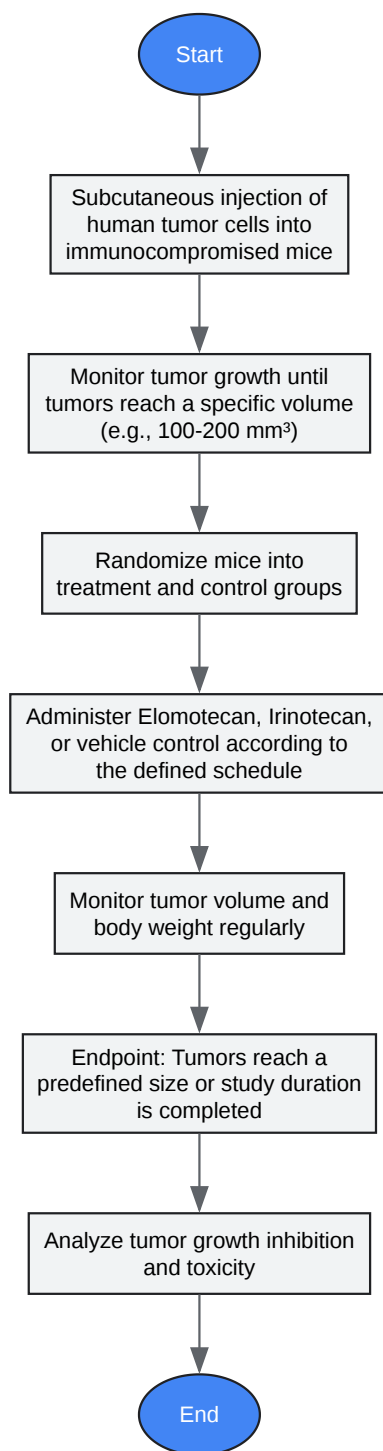 Start
Subcutaneous injection of
human tumor cells into
immunocompromised mice
Monitor tumor growth until
tumors reach a specific volume
(e.g., 100-200 mm³)
Randomize mice into
treatment and control groups
Administer Elomotecan, Irinotecan,
or vehicle control according to
the defined schedule
Monitor tumor volume and
body weight regularly
Endpoint: Tumors reach a
predefined size or study duration
is completed
Analyze tumor growth inhibition
and toxicity
End